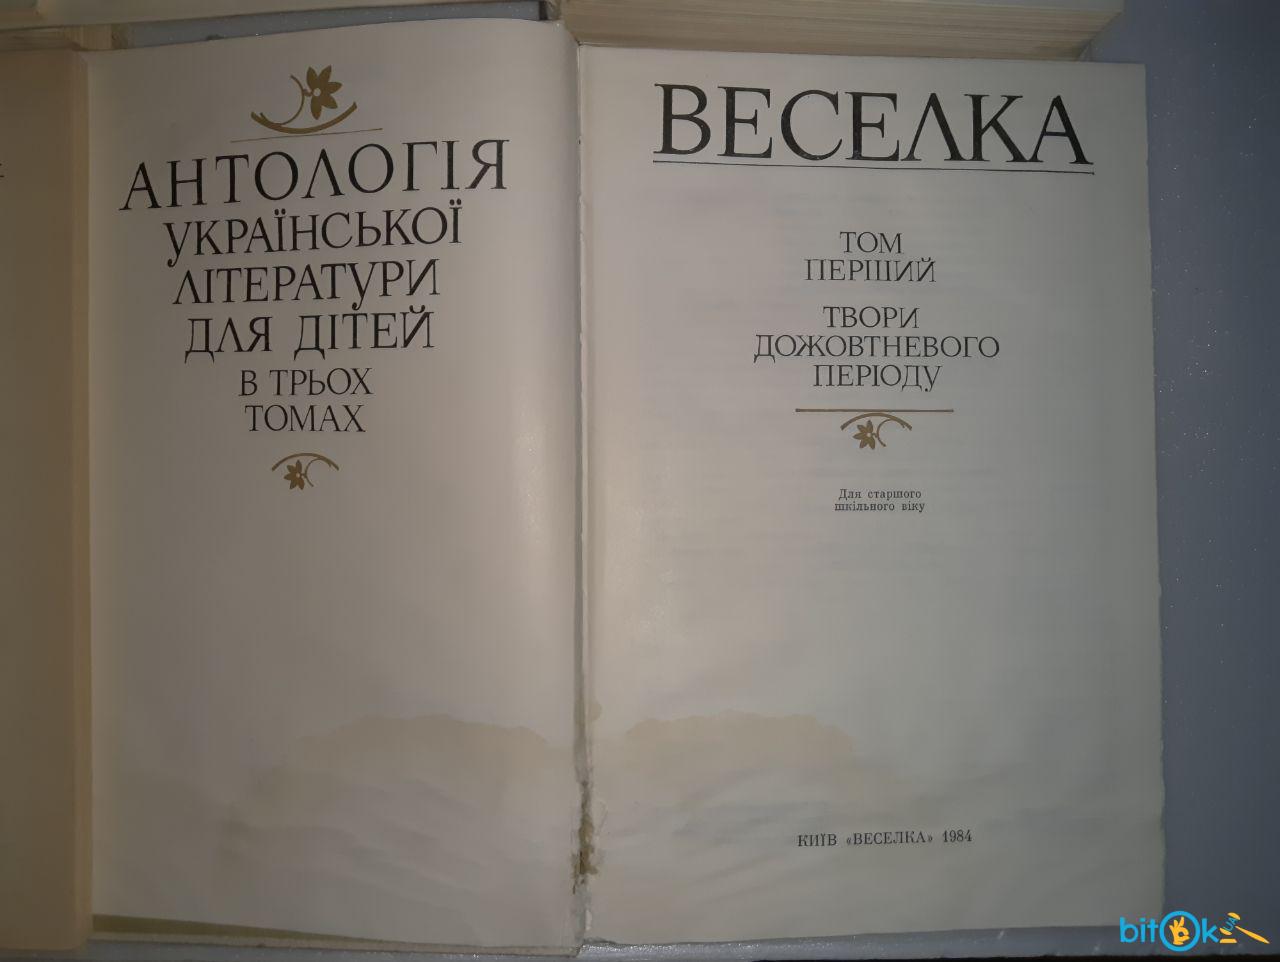 АНТОЛОГІЯ
УКРАЇНСЬКОЇ
ЛІТЕРАТУРИ
ДЛЯ ДІТЕЙ
В ТРЬОХ
ТОМАХ
ВЕСЕЛКА
ТОМ
ПЕРШИЙ
ТВОРИ
ДОЖОВТНЕВОГО
ПЕРІОДУ
Для старшого
шкільного віку
КИЇВ «ВЕСЕЛКА» 1984
bitOk UA